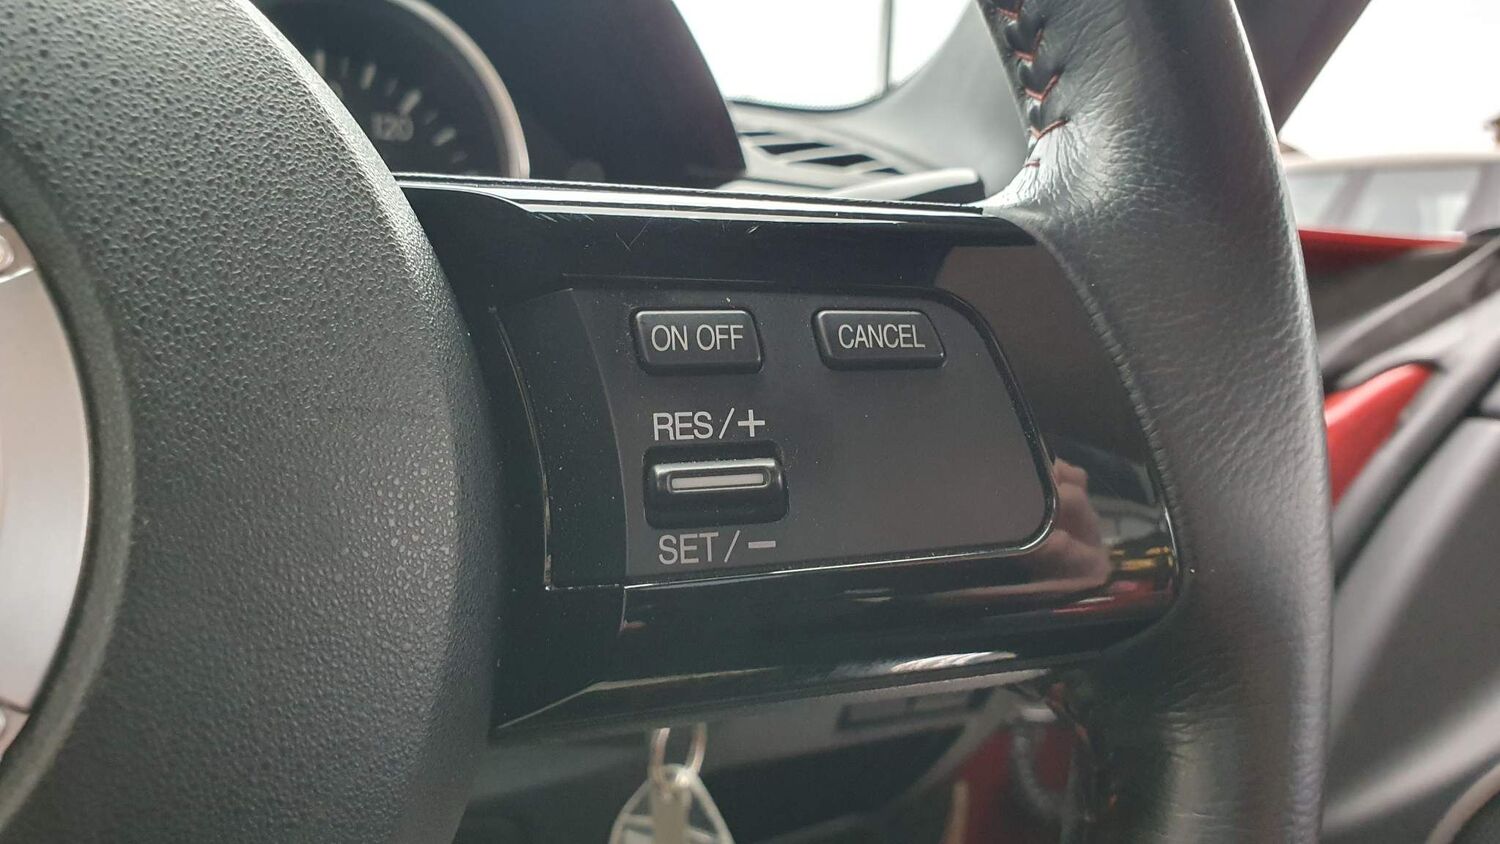 120
ON OFF
CANCEL
RES/+
SET/−